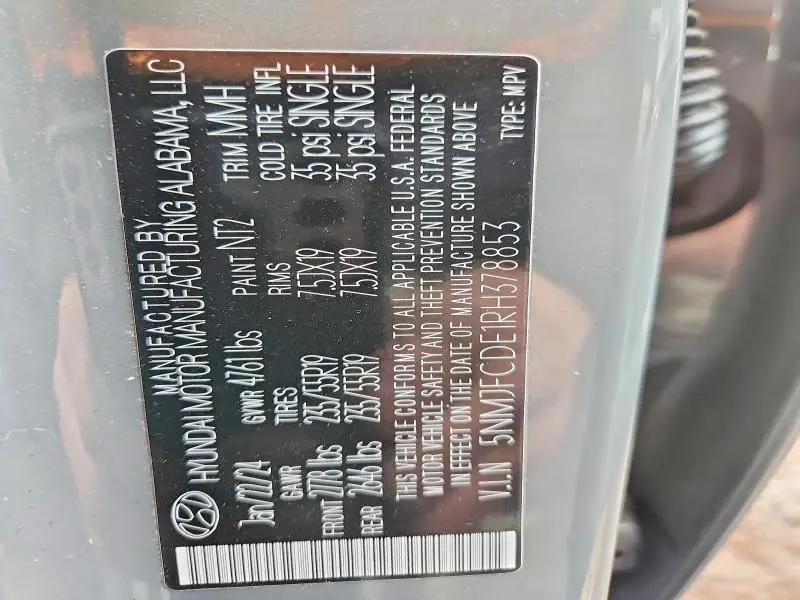 MANUFACTURED BY
HYUNDAI MOTOR MANUFACTURING ALABAMA, LLC
GVWR 4761 lbs PAINT NT2 TRIM MMH
GAWR TIRES RIMS COLD TIRE INFL
FRONT 2778 lbs 235/55R19 7.5JX19 35 psi SINGLE
REAR 2646 lbs 235/55R19 7.5JX19 35 psi SINGLE
THIS VEHICLE CONFORMS TO ALL APPLICABLE U.S.A. FEDERAL
MOTOR VEHICLE SAFETY AND THEFT PREVENTION STANDARDS
IN EFFECT ON THE DATE OF MANUFACTURE SHOWN ABOVE
V.I.N 5NMJFCDE1RH378853 TYPE: MPV